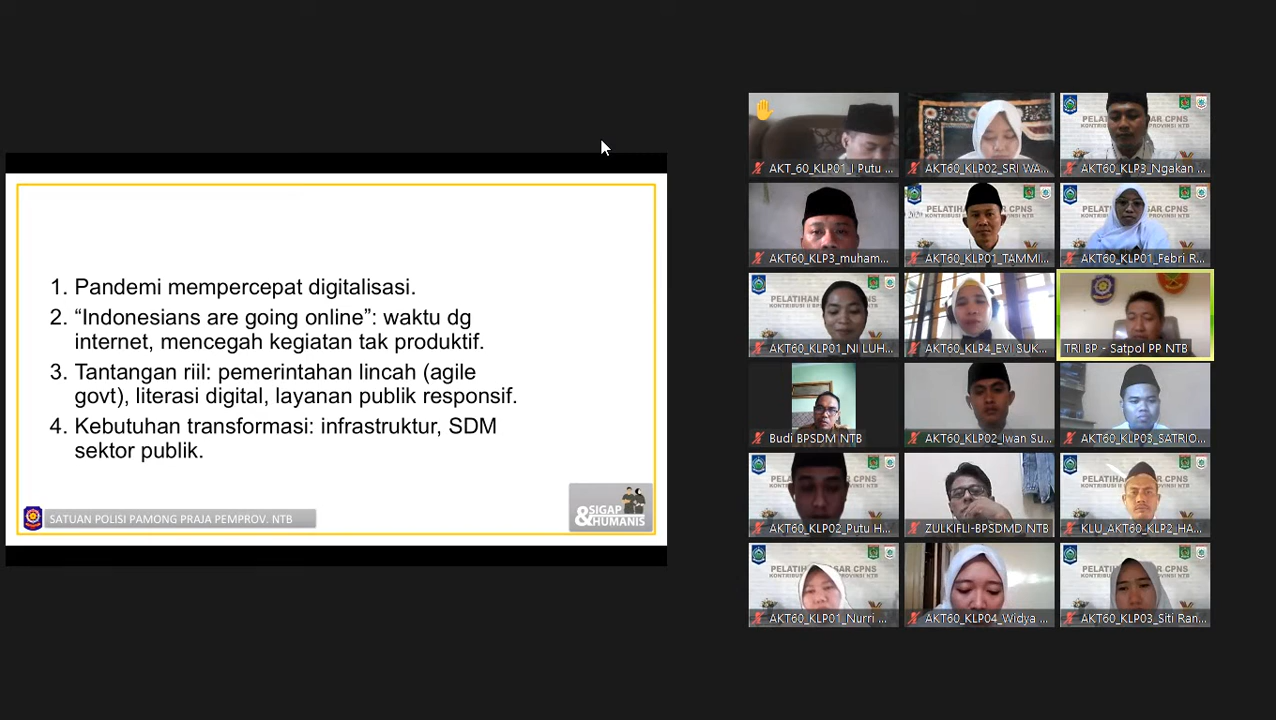 1. Pandemi mempercepat digitalisasi.
2. “Indonesians are going online”: waktu dg
internet, mencegah kegiatan tak produktif.
3. Tantangan riil: pemerintahan lincah (agile
govt), literasi digital, layanan publik responsif.
4. Kebutuhan transformasi: infrastruktur, SDM
sektor publik.
SATUAN POLISI PAMONG PRAJA PEMPROV. NTB
SIGAP
&HUMANIS
AKT_60_KLP01_I Putu ...
AKT60_KLP02_SRI WA...
AKT60_KLP3_Ngakan ...
AKT60_KLP3_muham...
AKT60_KLP01_TAMMI...
AKT60_KLP01_Febri R...
AKT60_KLP01_NI LUH...
AKT60_KLP4_EVI SUK...
TRI BP - Satpol PP NTB
Budi BPSDM NTB
AKT60_KLP02_Iwan Su...
AKT60_KLP03_SATRIO...
AKT60_KLP02_Putu H...
ZULKIFLI-BPSDMD NTB
KLU_AKT60_KLP2_HA...
AKT60_KLP01_Nurri ...
AKT60_KLP04_Widya ...
AKT60_KLP03_Siti Ran...